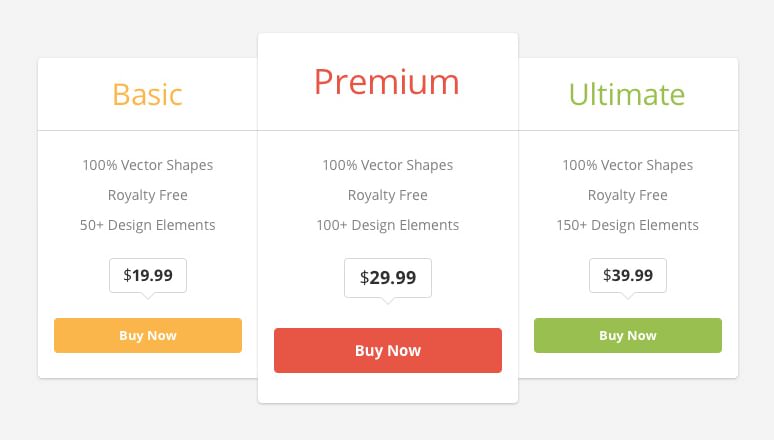 Basic
100% Vector Shapes
Royalty Free
50+ Design Elements
$19.99
Buy Now
Premium
100% Vector Shapes
Royalty Free
100+ Design Elements
$29.99
Buy Now
Ultimate
100% Vector Shapes
Royalty Free
150+ Design Elements
$39.99
Buy Now